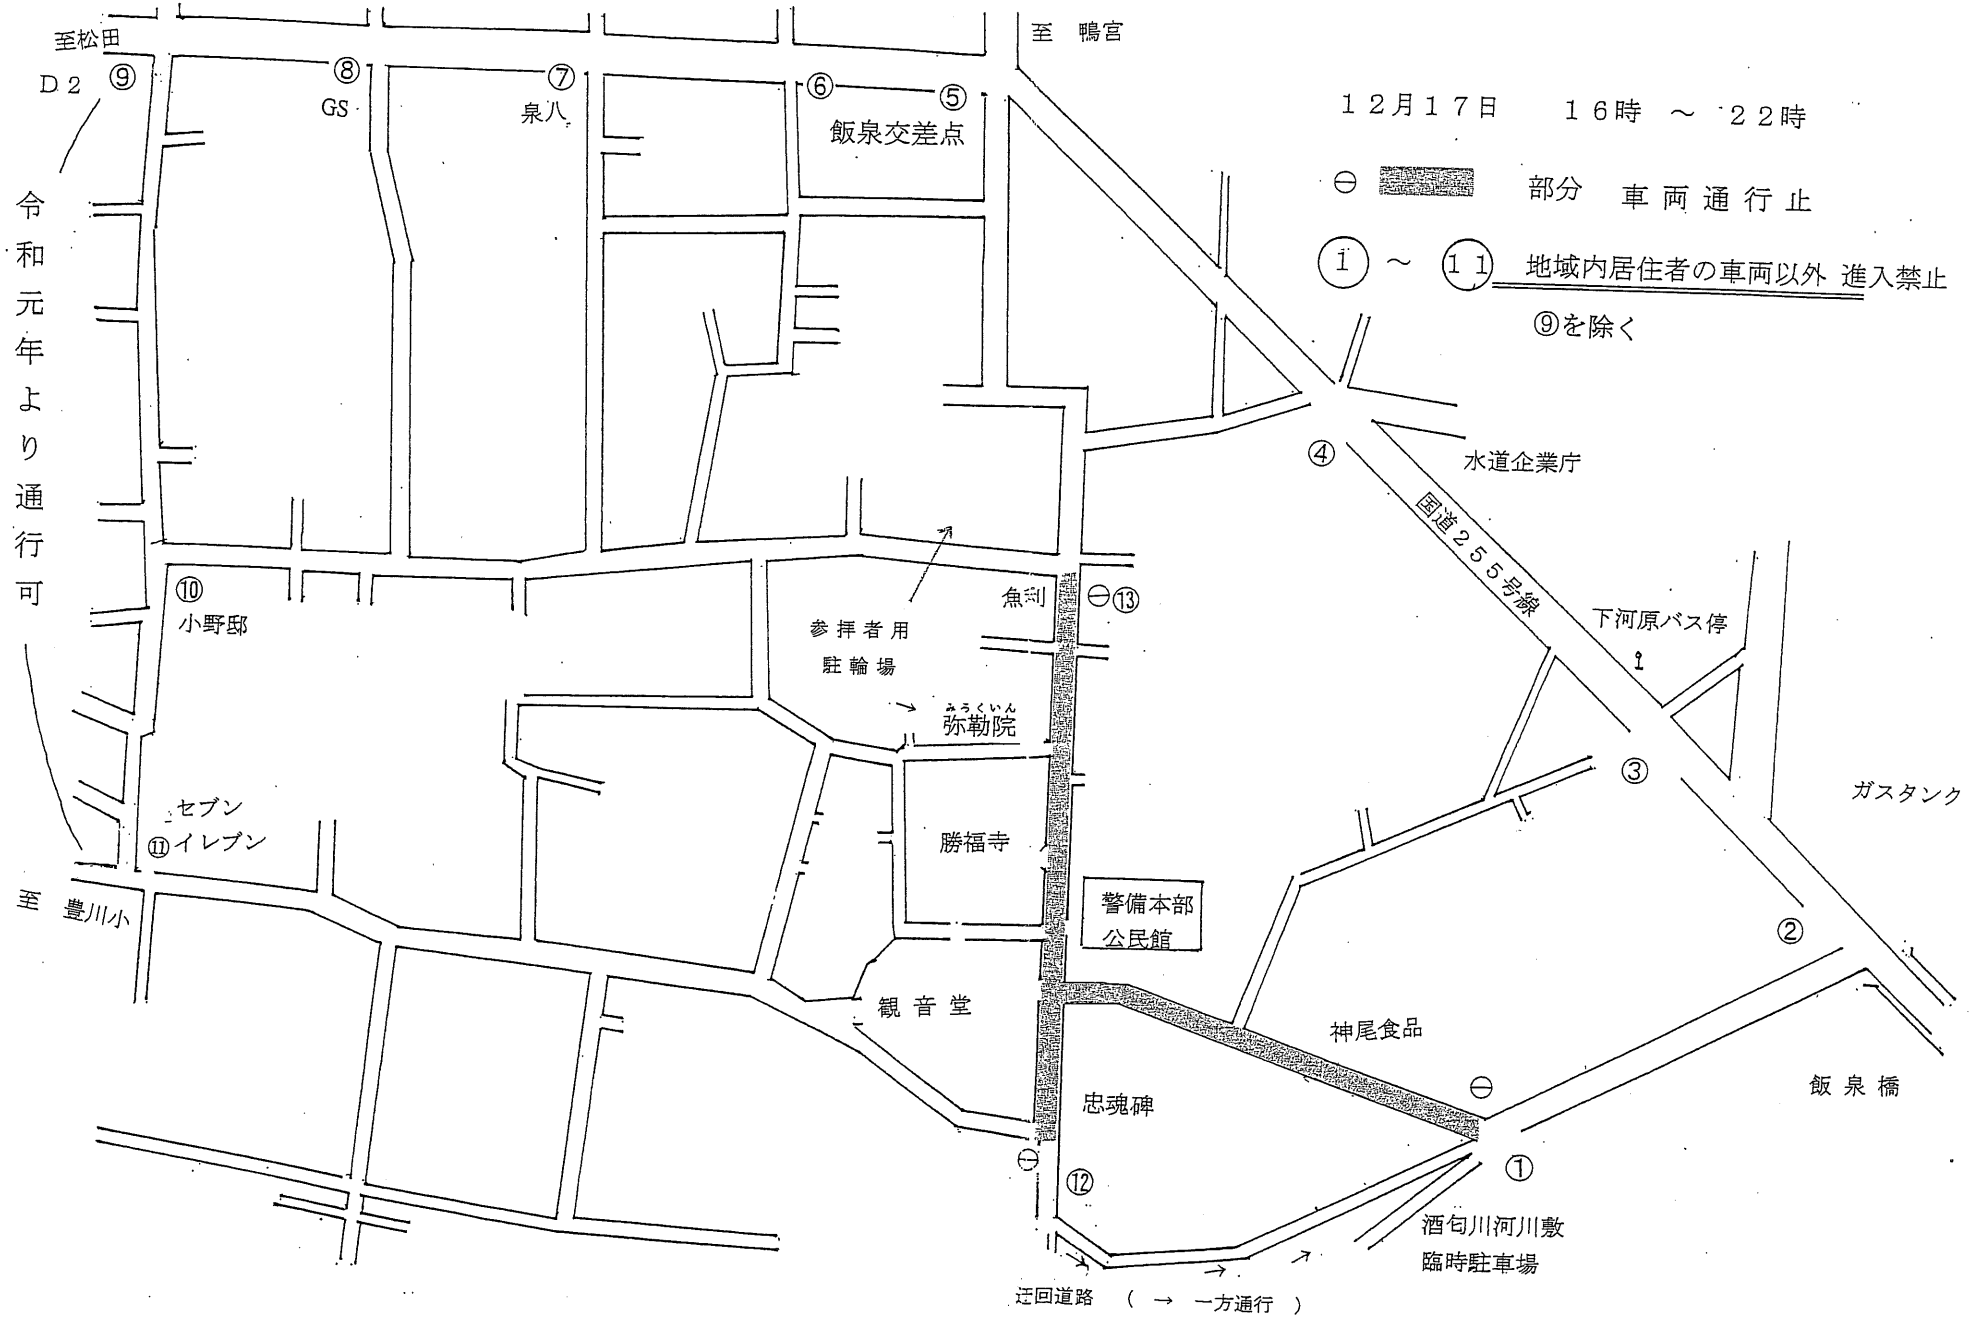 至松田
至 鴨宮
D2
⑨
⑧
GS
⑦
泉八
⑥
⑤
飯泉交差点
12月17日 16時 ～ 22時
⊖ 部分 車両通行止
① ～ ⑪ 地域内居住者の車両以外 進入禁止
⑨を除く
令和元年より通行可
④
水道企業庁
国道255号線
⑩
小野邸
魚利
⊖⑬
参拝者用
駐輪場
→
みろくいん
弥勒院
下河原バス停
③
ガスタンク
セブン
⑪イレブン
至 豊川小
勝福寺
警備本部
公民館
②
観音堂
神尾食品
⊖
飯泉橋
忠魂碑
⊖
⑫
①
酒匂川河川敷
臨時駐車場
→ → →
迂回道路 （ → 一方通行 ）